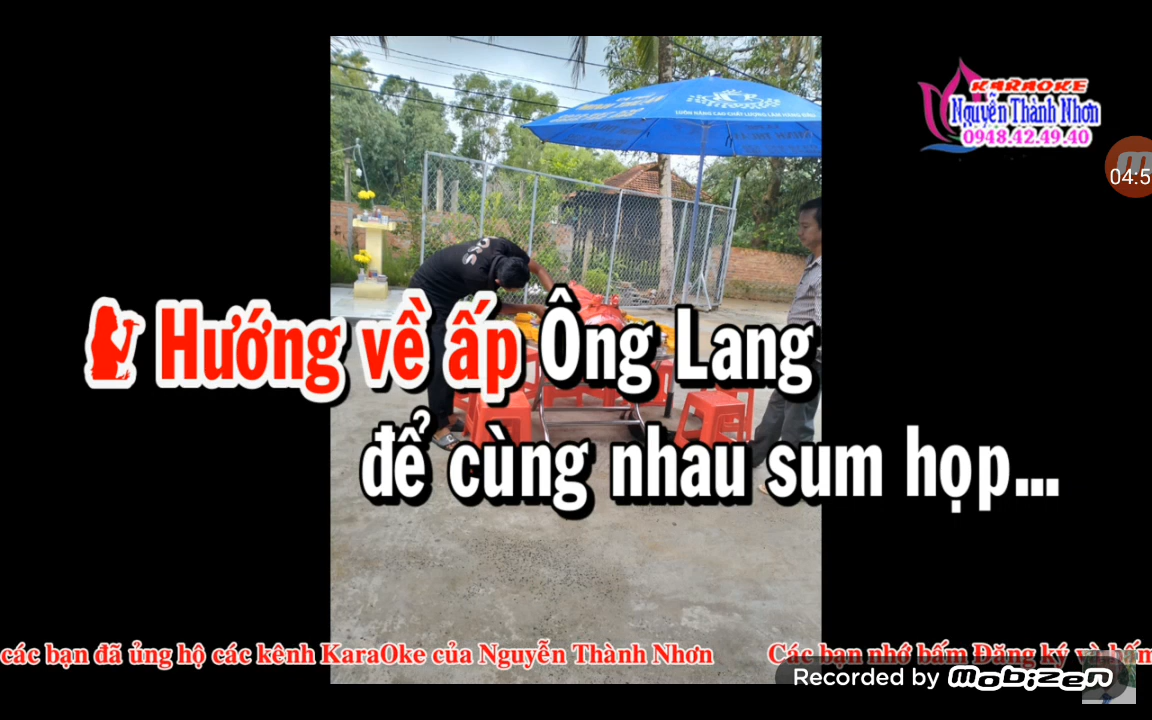 KARAOKE
Nguyễn Thành Nhơn
0948.42.49.40
04:5
Hướng về ấp Ông Lang
để cùng nhau sum họp...
các bạn đã ủng hộ các kênh KaraOke của Nguyễn Thành Nhơn Các bạn nhớ bấm Đăng ký và bấm
Recorded by mobizen